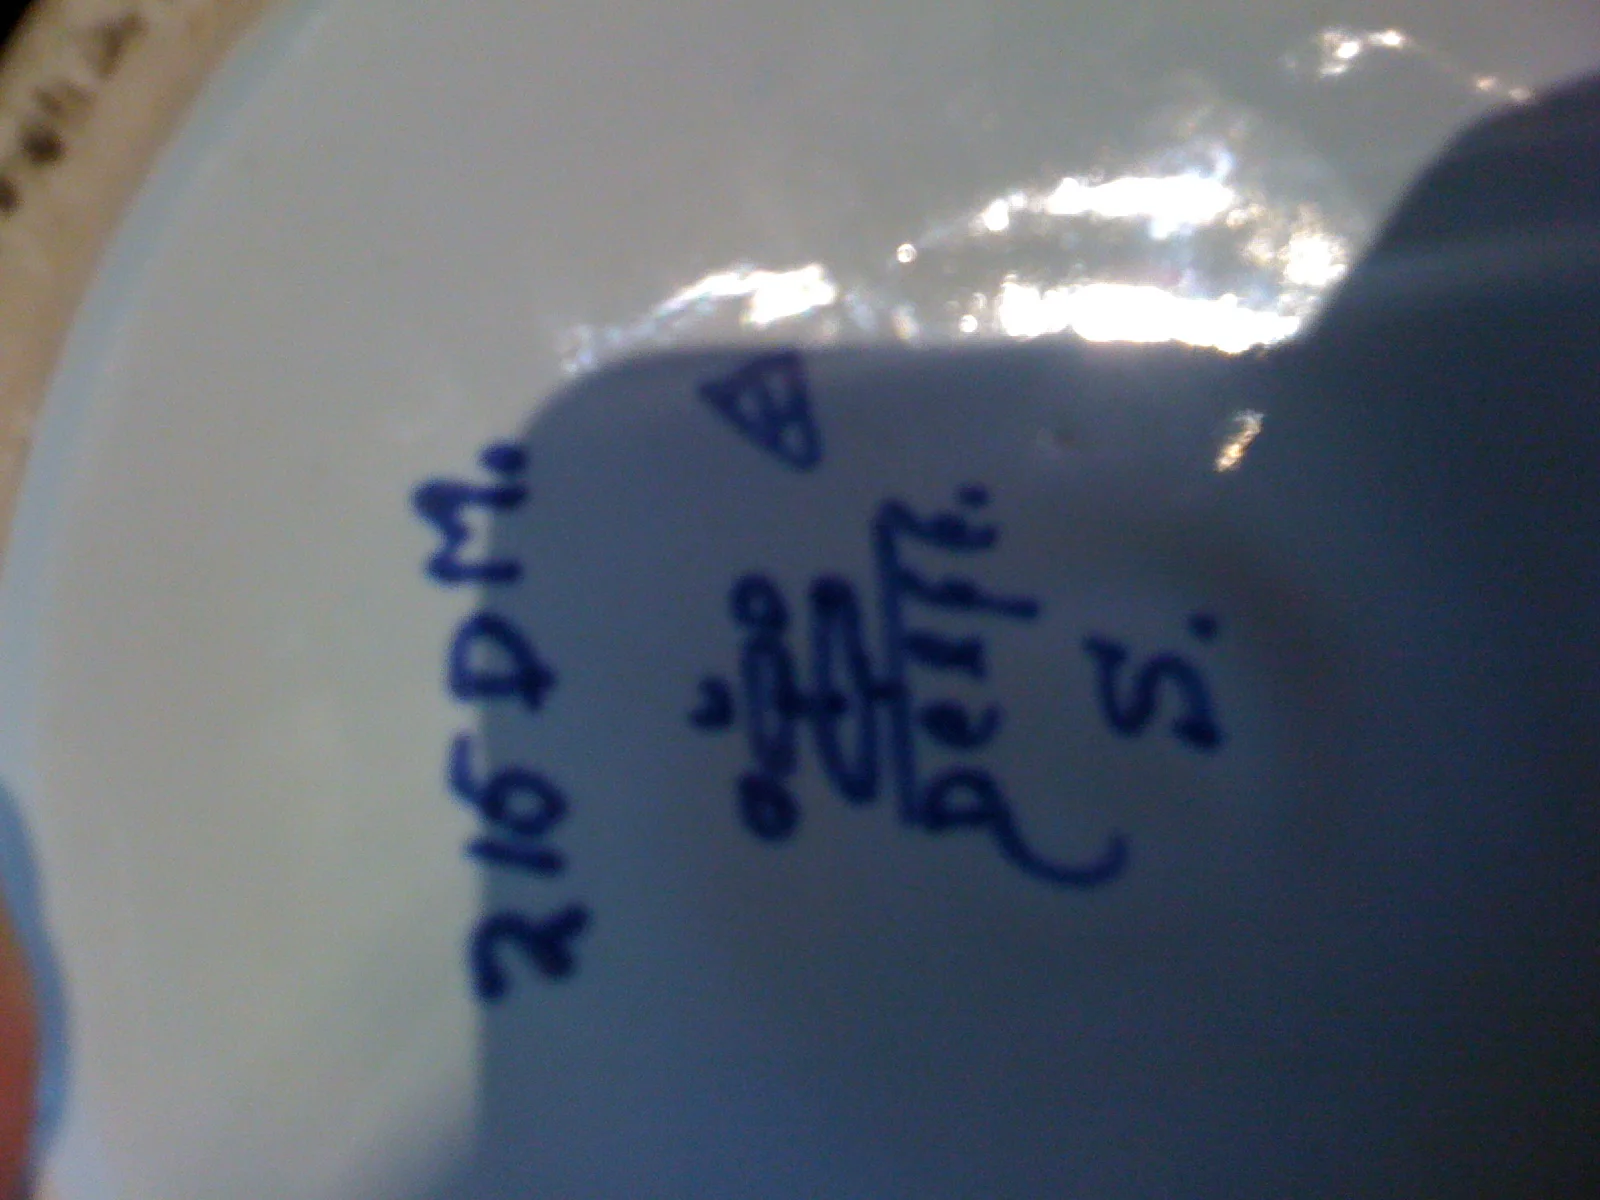 216 DM.
Delft.
S.